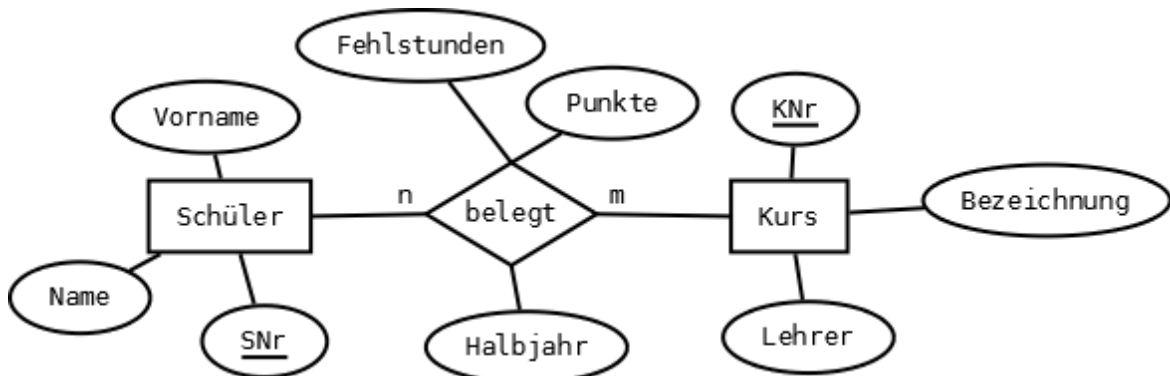 Fehlstunden
Punkte
KNr
Vorname
n
m
Bezeichnung
Schüler
belegt
Kurs
Name
SNr
Halbjahr
Lehrer